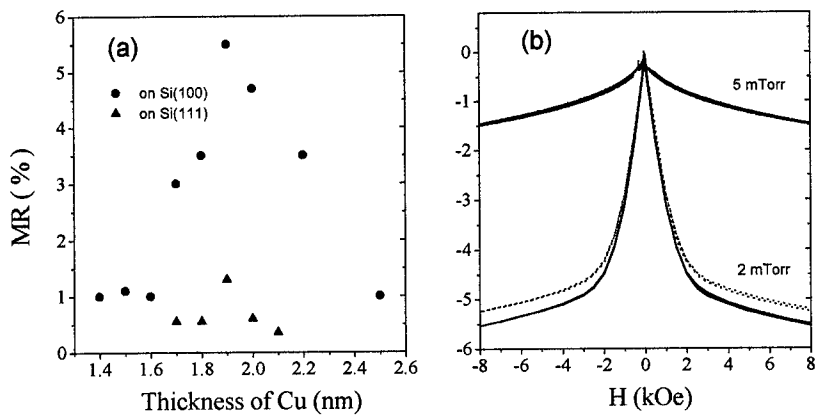 (a)
● on Si(100)
▲ on Si(111)
MR ( % )
6
5
4
3
2
1
0
1.4 1.6 1.8 2.0 2.2 2.4 2.6
Thickness of Cu (nm)
(b)
5 mTorr
2 mTorr
0
-1
-2
-3
-4
-5
-6
-8 -6 -4 -2 0 2 4 6 8
H (kOe)